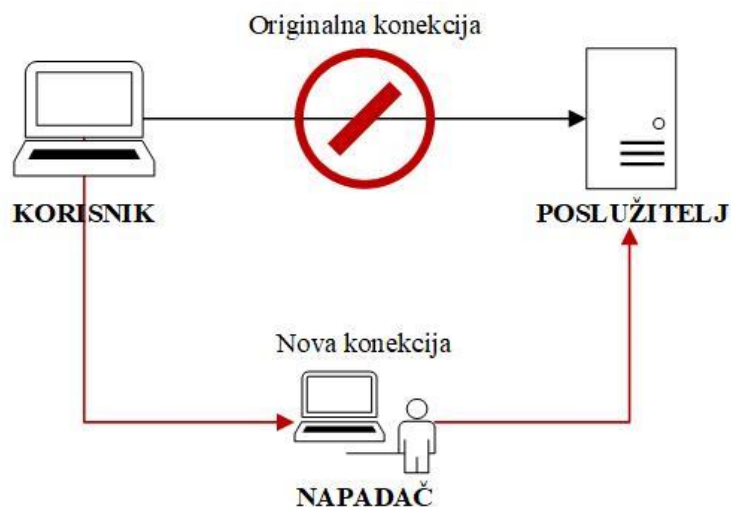 Originalna konekcija
KORISNIK
POSLUŽITELJ
Nova konekcija
NAPADAČ